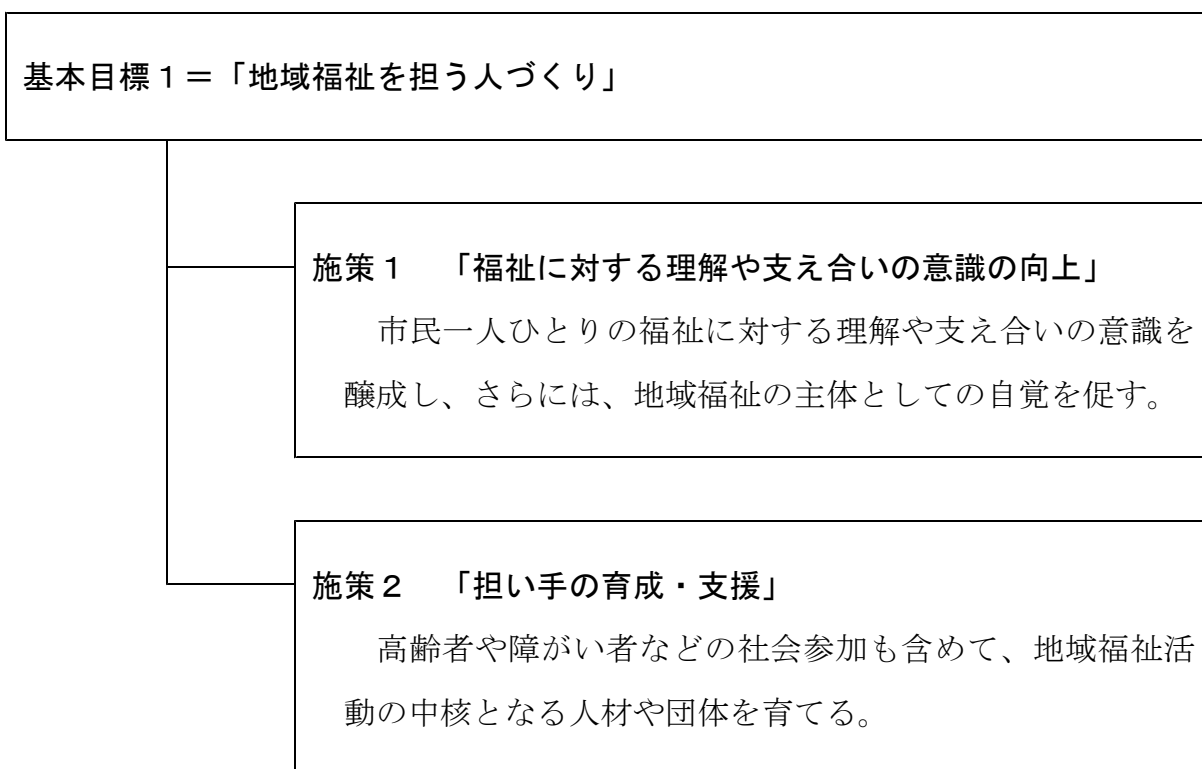 基本目標1＝「地域福祉を担う人づくり」
施策1　「福祉に対する理解や支え合いの意識の向上」
市民一人ひとりの福祉に対する理解や支え合いの意識を
醸成し、さらには、地域福祉の主体としての自覚を促す。
施策2　「担い手の育成・支援」
高齢者や障がい者などの社会参加も含めて、地域福祉活
動の中核となる人材や団体を育てる。